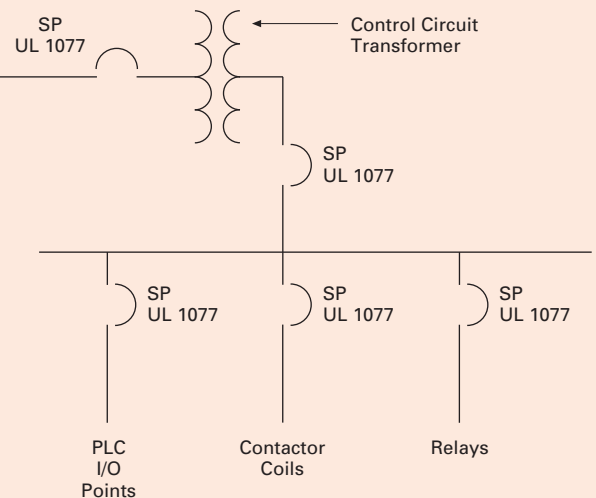 SP
UL 1077
Control Circuit
Transformer
SP
UL 1077
SP
UL 1077
SP
UL 1077
SP
UL 1077
PLC
I/O
Points
Contactor
Coils
Relays